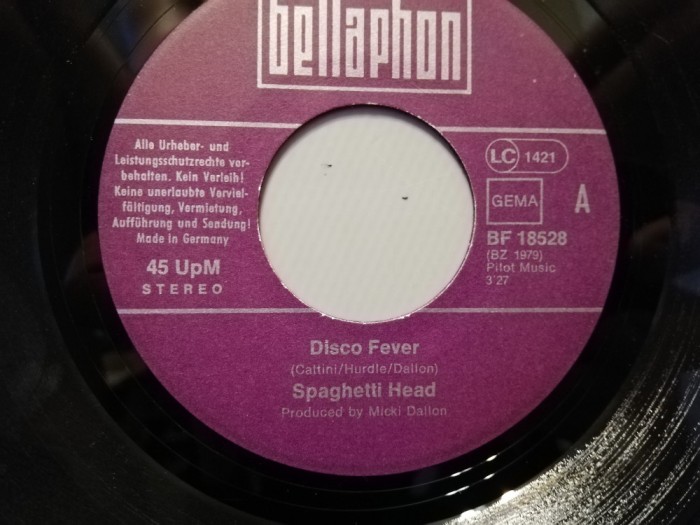 bellaphon
Alle Urheber- und
Leistungsschutzrechte vor-
behalten. Kein Verleih!
Keine unerlaubte Verviel-
fältigung, Vermietung,
Aufführung und Sendung!
Made in Germany
45 UpM
STEREO
LC 1421
GEMA
A
BF 18528
(BZ 1979)
Pilot Music
3'27
Disco Fever
(Cattini/Hurdle/Dallon)
Spaghetti Head
Produced by Micki Dallon